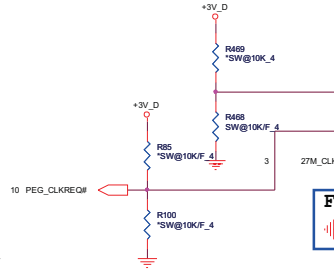 +3V_D
R469
*SW@10K_4
+3V_D
R468
SW@10K/F_4
R85
*SW@10K/F_4
3
27M_CL
10 PEG_CLKREQ#
R100
*SW@10K/F_4
F